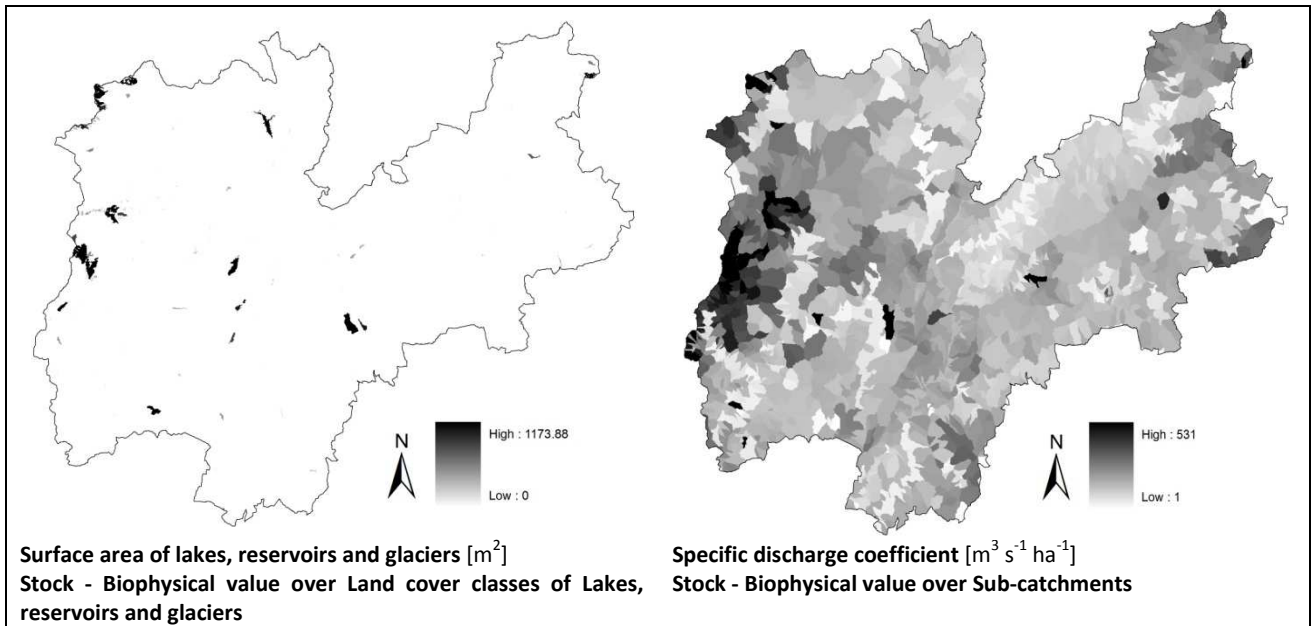 N
High : 1173.88
Low : 0
N
High : 531
Low : 1
Surface area of lakes, reservoirs and glaciers [m²]
Stock - Biophysical value over Land cover classes of Lakes,
reservoirs and glaciers
Specific discharge coefficient [m³ s⁻¹ ha⁻¹]
Stock - Biophysical value over Sub-catchments